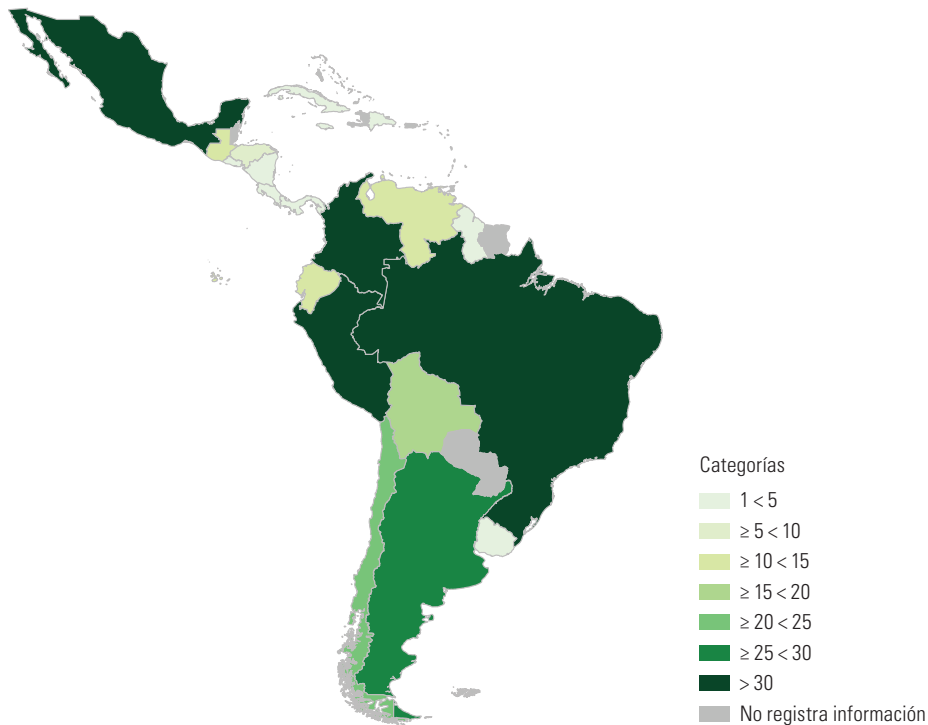 Categorías
1 < 5
≥ 5 < 10
≥ 10 < 15
≥ 15 < 20
≥ 20 < 25
≥ 25 < 30
> 30
No registra información